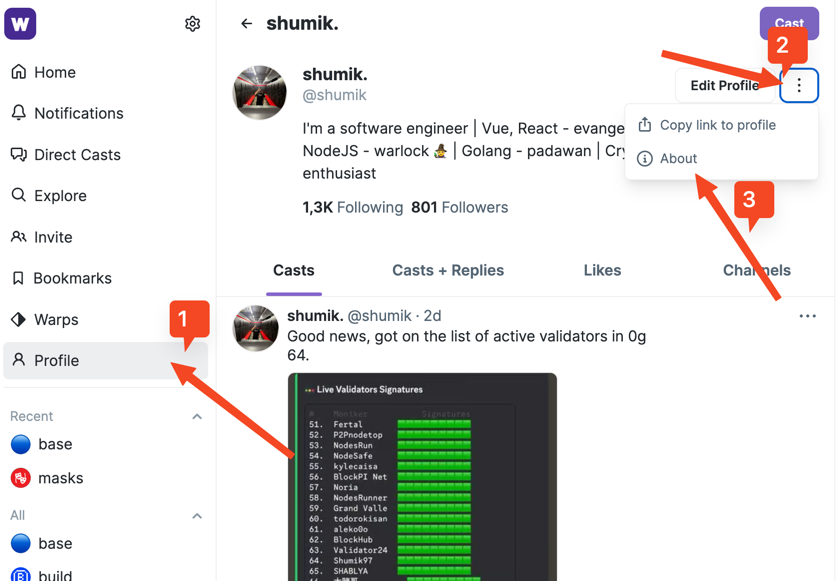 W
shumik.
Cast
2
shumik.
@shumik
Edit Profile
Home
Notifications
Direct Casts
Explore
Invite
Bookmarks
Warps
1
Profile
Recent
base
masks
All
base
build
I'm a software engineer | Vue, React - evange
NodeJS - warlock 🧙 | Golang - padawan | Cry
enthusiast
Copy link to profile
About
3
1,3K Following 801 Followers
Casts
Casts + Replies
Likes
Channels
shumik. @shumik · 2d
Good news, got on the list of active validators in 0g
64.
Live Validators Signatures
# Moniker Signatures
51. Fertal
52. P2Pnodetop
53. NodesRun
54. NodeSafe
55. kylecaisa
56. BlockPI Net
57. Noria
58. NodesRunner
59. Grand Valle
60. todorokisan
61. aleko0o
62. BlockHub
63. Validator24
64. Shumik97
65. SHABLYA